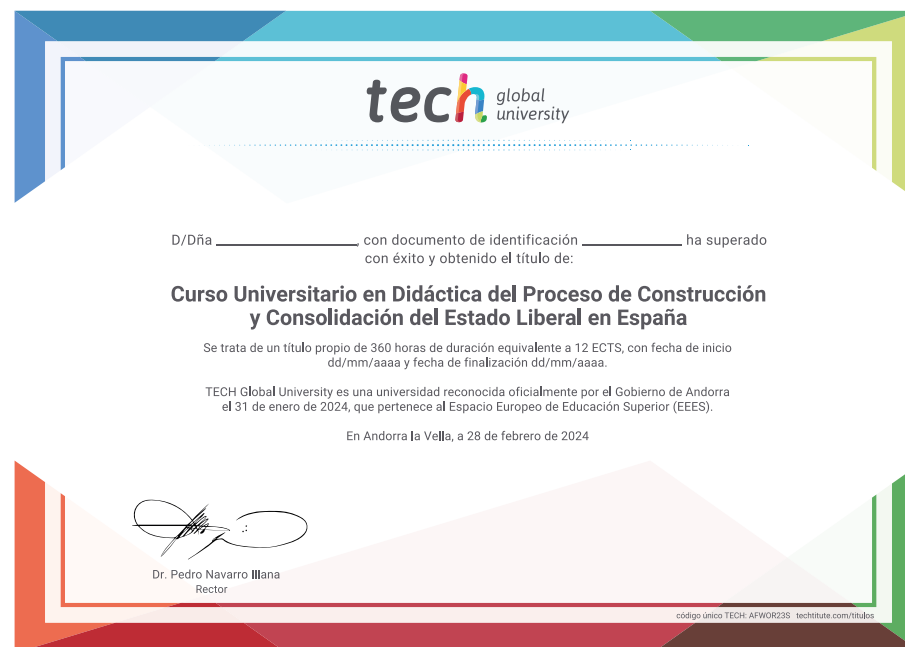 tech global university
D/Dña ____________________, con documento de identificación ______________ ha superado
con éxito y obtenido el título de:
Curso Universitario en Didáctica del Proceso de Construcción
y Consolidación del Estado Liberal en España
Se trata de un título propio de 360 horas de duración equivalente a 12 ECTS, con fecha de inicio
dd/mm/aaaa y fecha de finalización dd/mm/aaaa.
TECH Global University es una universidad reconocida oficialmente por el Gobierno de Andorra
el 31 de enero de 2024, que pertenece al Espacio Europeo de Educación Superior (EEES).
En Andorra la Vella, a 28 de febrero de 2024
Dr. Pedro Navarro Illana
Rector
código único TECH: AFWOR23S techtitute.com/titulos